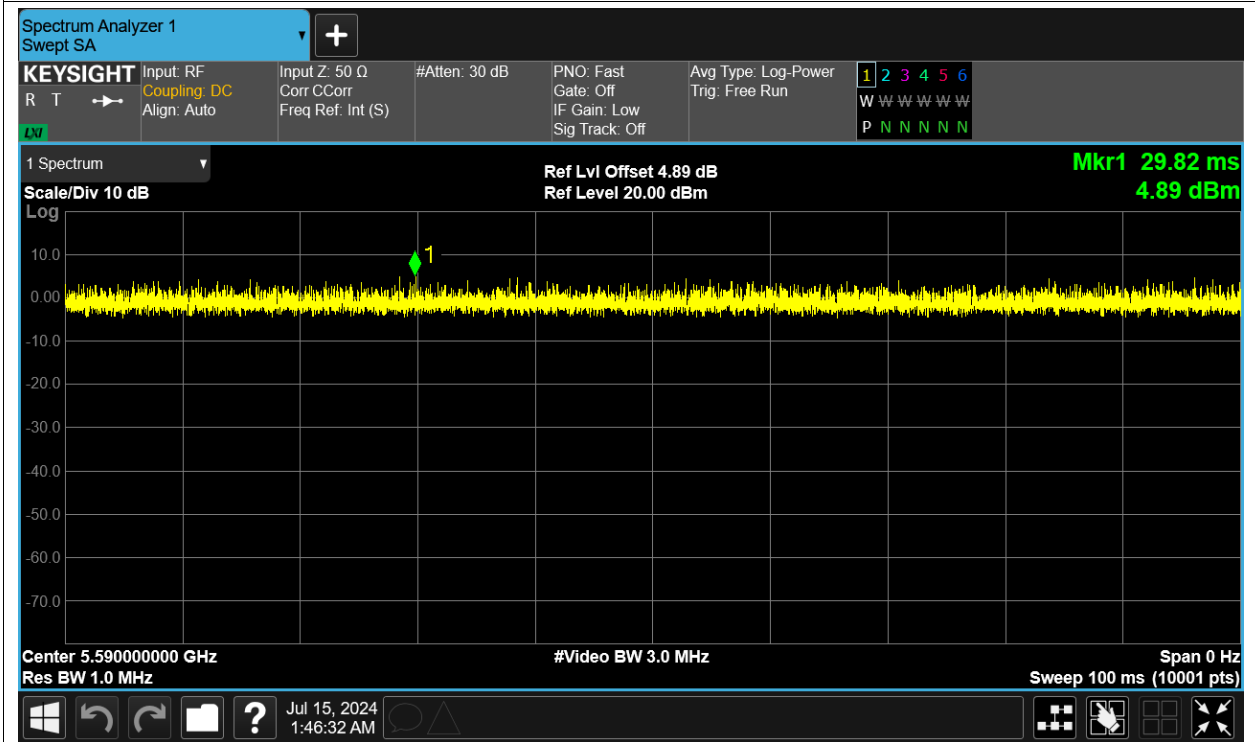 Spectrum Analyzer 1
Swept SA
+
KEYSIGHT
R T
LXI
Input: RF
Coupling: DC
Align: Auto
Input Z: 50 Ω
Corr CCorr
Freq Ref: Int (S)
#Atten: 30 dB
PNO: Fast
Gate: Off
IF Gain: Low
Sig Track: Off
Avg Type: Log-Power
Trig: Free Run
1 2 3 4 5 6
W W W W W W
P N N N N N
1 Spectrum
Scale/Div 10 dB
Log
Ref Lvl Offset 4.89 dB
Ref Level 20.00 dBm
Mkr1 29.82 ms
4.89 dBm
1
10.0
0.00
-10.0
-20.0
-30.0
-40.0
-50.0
-60.0
-70.0
Center 5.590000000 GHz
#Video BW 3.0 MHz
Span 0 Hz
Res BW 1.0 MHz
Sweep 100 ms (10001 pts)
?
Jul 15, 2024
1:46:32 AM